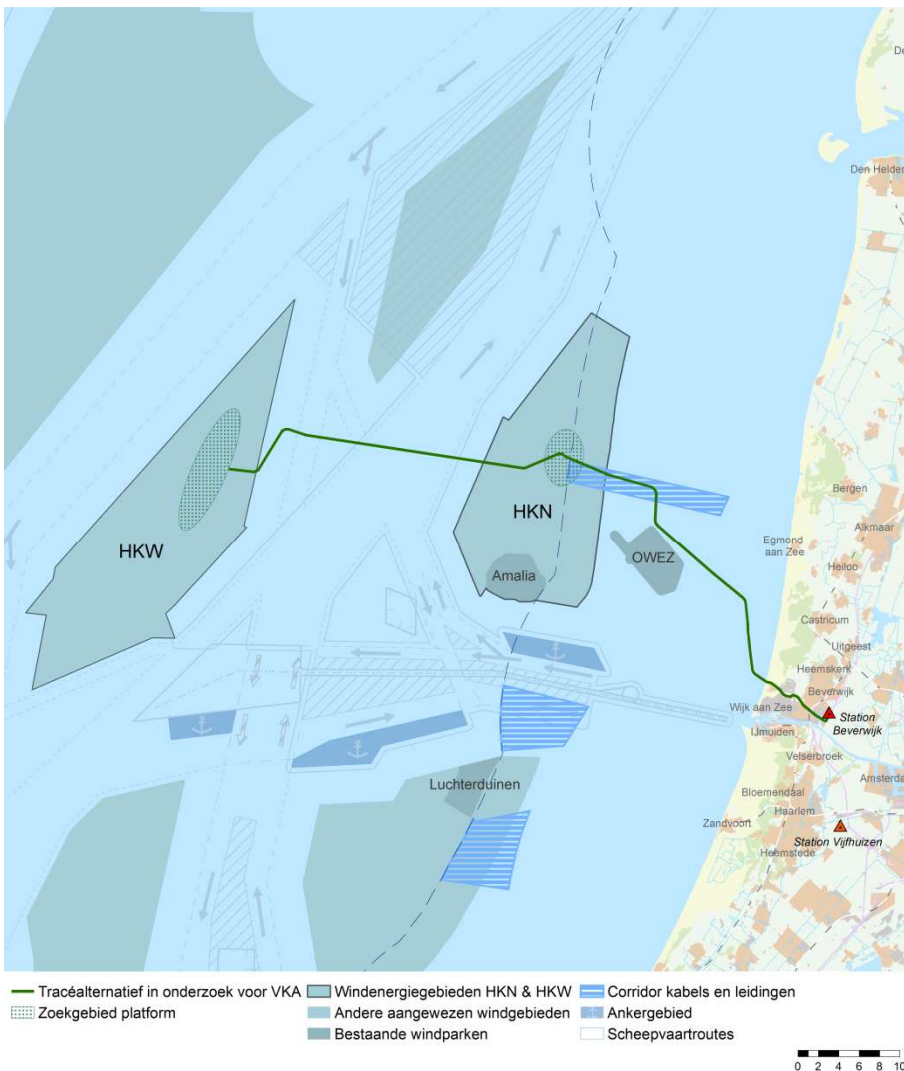 De
Den Helder
HKW
HKN
Amalia
OWEZ
Bergen
Alkmaar
Egmond
aan Zee
Heiloo
Castricum
Uitgeest
Heemskerk
Beverwijk
Wijk aan Zee
Station
Beverwijk
IJmuiden
Velserbroek
Amsterda
Luchterduinen
Bloemendaal
Haarlem
Zandvoort
Station Vijfhuizen
Heemstede
Tracéalternatief in onderzoek voor VKA
Zoekgebied platform
Windenergiegebieden HKN & HKW
Andere aangewezen windgebieden
Bestaande windparken
Corridor kabels en leidingen
Ankergebied
Scheepvaartroutes
0 2 4 6 8 10